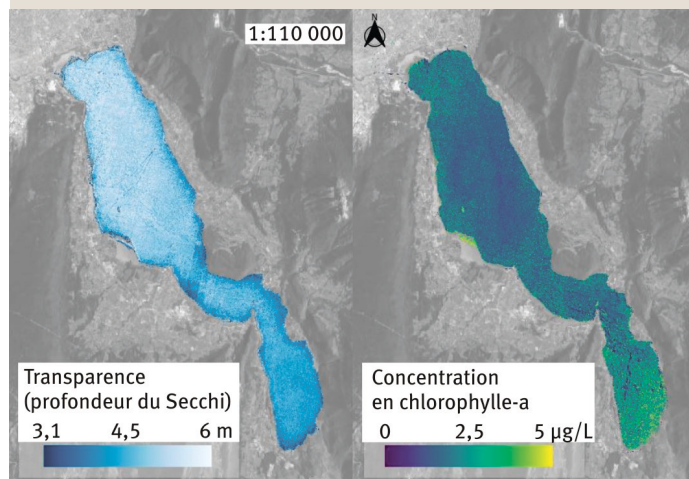 1:110 000
N
Transparence
(profondeur du Secchi)
3,1 4,5 6 m
Concentration
en chlorophylle-a
0 2,5 5 µg/L